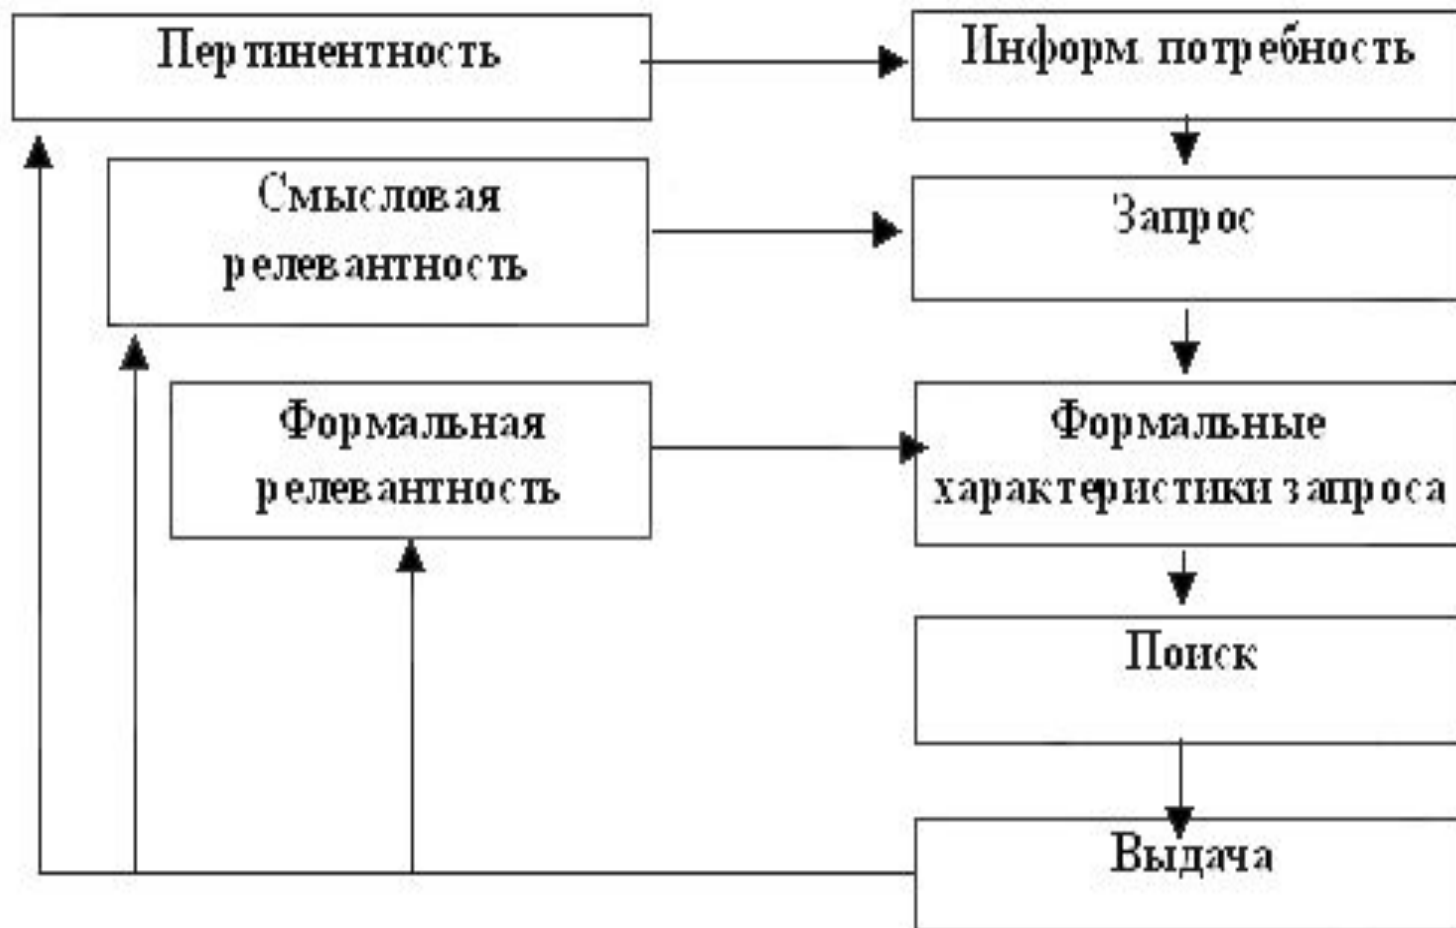 Пертинентность
Информ. потребность
Смысловая
релевантность
Запрос
Формальная
релевантность
Формальные
характеристики запроса
Поиск
Выдача